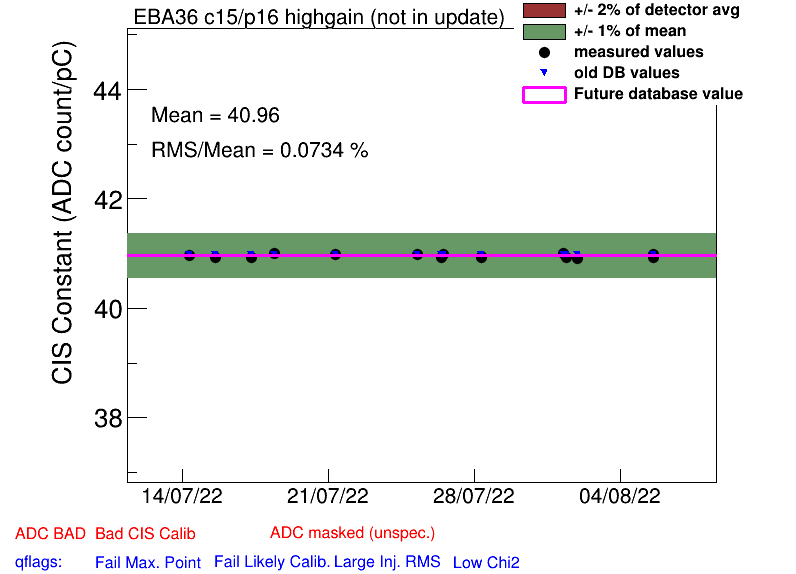 EBA36 c15/p16 highgain (not in update)
+/- 2% of detector avg
+/- 1% of mean
measured values
old DB values
Future database value
Mean = 40.96
RMS/Mean = 0.0734 %
CIS Constant (ADC count/pC)
44
42
40
38
14/07/22 21/07/22 28/07/22 04/08/22
ADC BAD Bad CIS Calib ADC masked (unspec.)
qflags: Fail Max. Point Fail Likely Calib. Large Inj. RMS Low Chi2